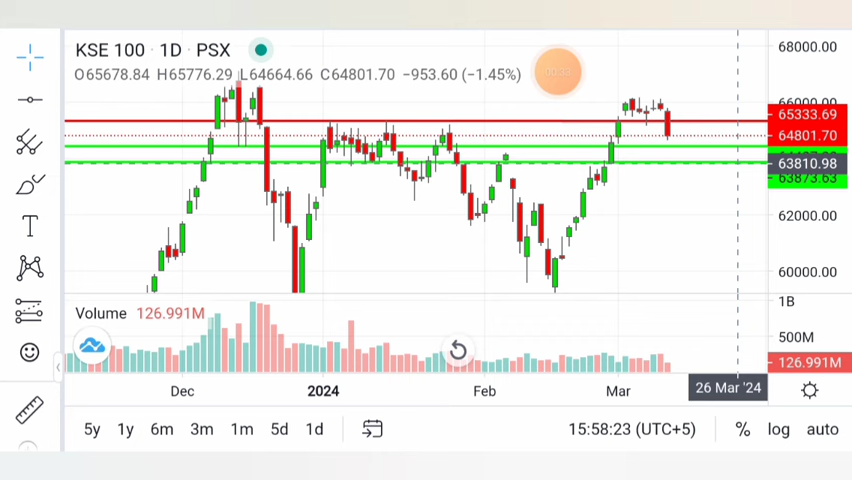 KSE 100 · 1D · PSX
O65678.84 H65776.29 L64664.66 C64801.70 −953.60 (−1.45%)
68000.00
66000.00
65333.69
64801.70
63810.98
63873.63
62000.00
60000.00
Volume 126.991M
1B
500M
126.991M
Dec 2024 Feb Mar 26 Mar '24
5y 1y 6m 3m 1m 5d 1d 15:58:23 (UTC+5) % log auto